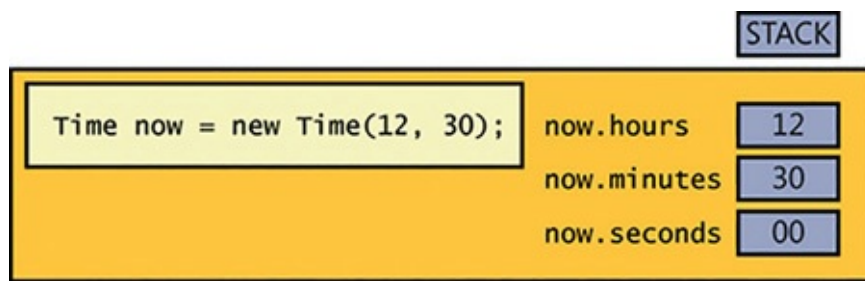 STACK
Time now = new Time(12, 30); now.hours 12
now.minutes 30
now.seconds 00